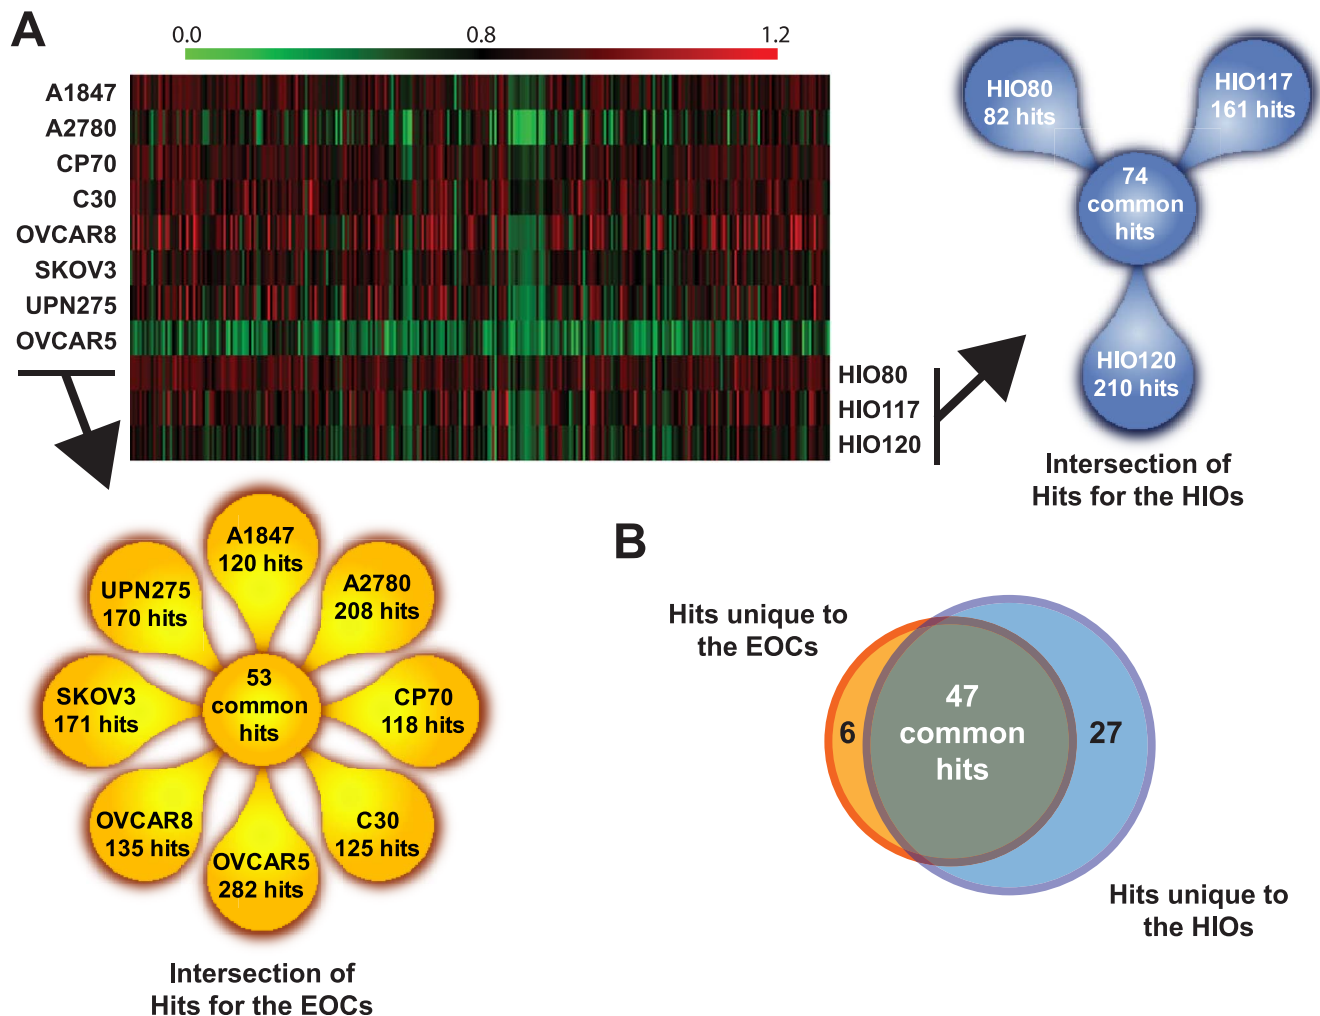 A
0.0
0.8
1.2
A1847
A2780
CP70
C30
OVCAR8
SKOV3
UPN275
OVCAR5
HIO80
HIO117
HIO120
HIO80
82 hits
HIO117
161 hits
74
common
hits
HIO120
210 hits
Intersection of
Hits for the HIOs
A1847
120 hits
A2780
208 hits
CP70
118 hits
C30
125 hits
OVCAR5
282 hits
OVCAR8
135 hits
SKOV3
171 hits
UPN275
170 hits
53
common
hits
Intersection of
Hits for the EOCs
B
Hits unique to
the EOCs
6
47
common
hits
27
Hits unique to
the HIOs